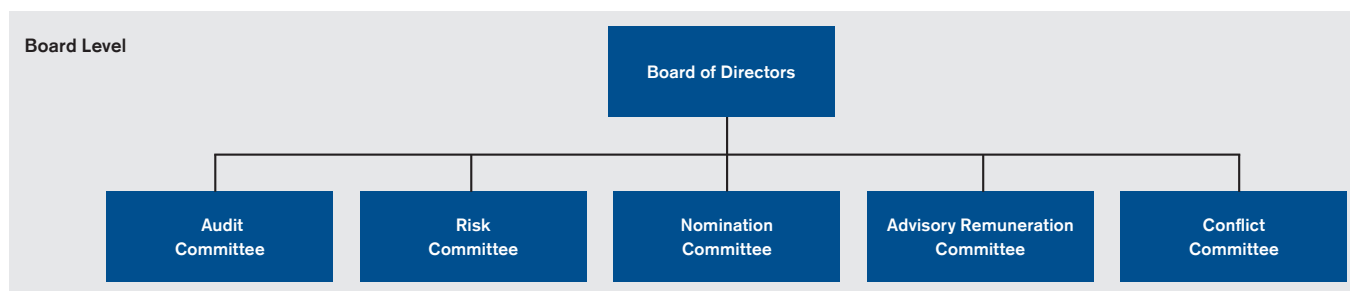 Board Level
Board of Directors
Audit
Committee
Risk
Committee
Nomination
Committee
Advisory Remuneration
Committee
Conflict
Committee